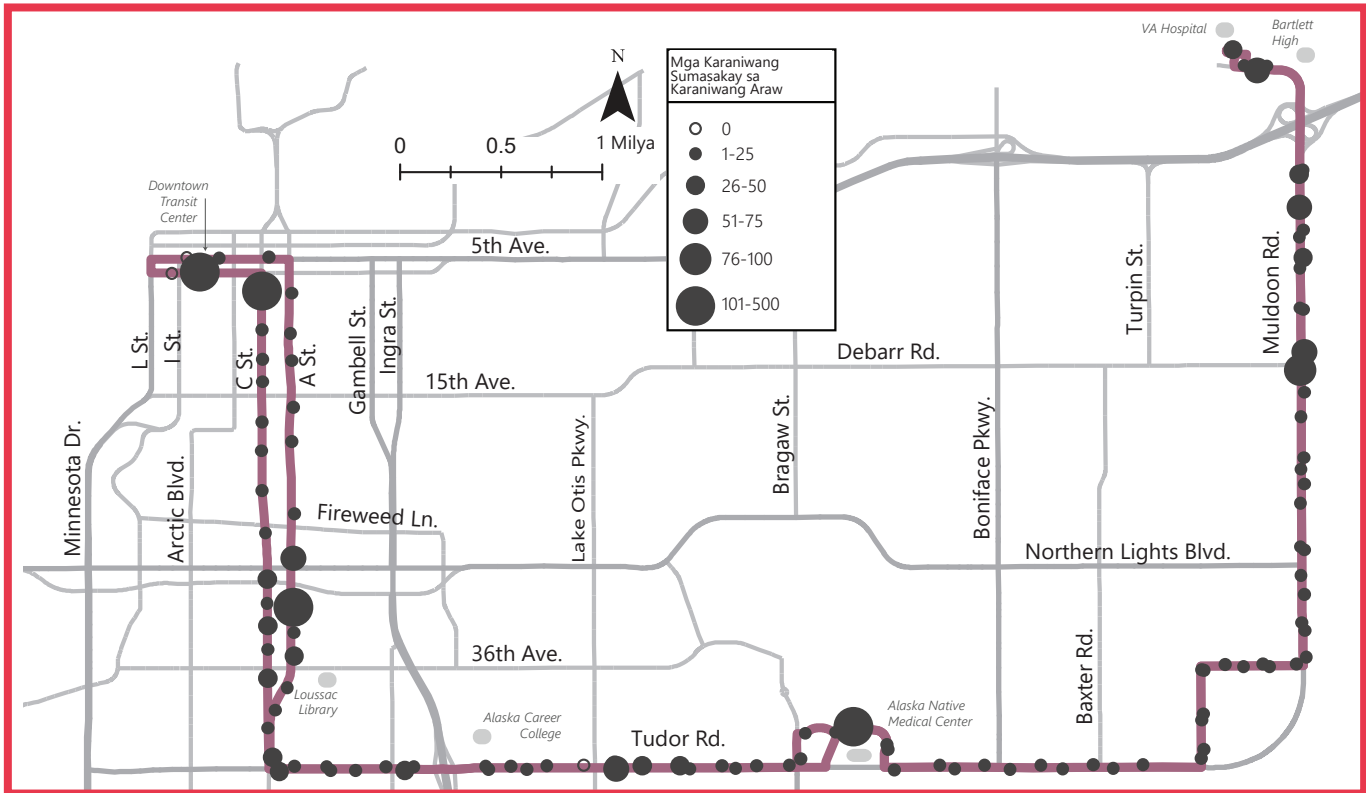 VA Hospital
Bartlett
High
N
0
0.5
1 Milya
Mga Karaniwang
Sumasakay sa
Karaniwang Araw
0
1-25
26-50
51-75
76-100
101-500
Downtown
Transit
Center
5th Ave.
L St.
I St.
C St.
A St.
Gambell St.
Ingra St.
Turpin St.
Muldoon Rd.
Debarr Rd.
15th Ave.
Minnesota Dr.
Arctic Blvd.
Fireweed Ln.
Lake Otis Pkwy.
Bragaw St.
Boniface Pkwy.
Northern Lights Blvd.
36th Ave.
Baxter Rd.
Loussac
Library
Alaska Career
College
Tudor Rd.
Alaska Native
Medical Center